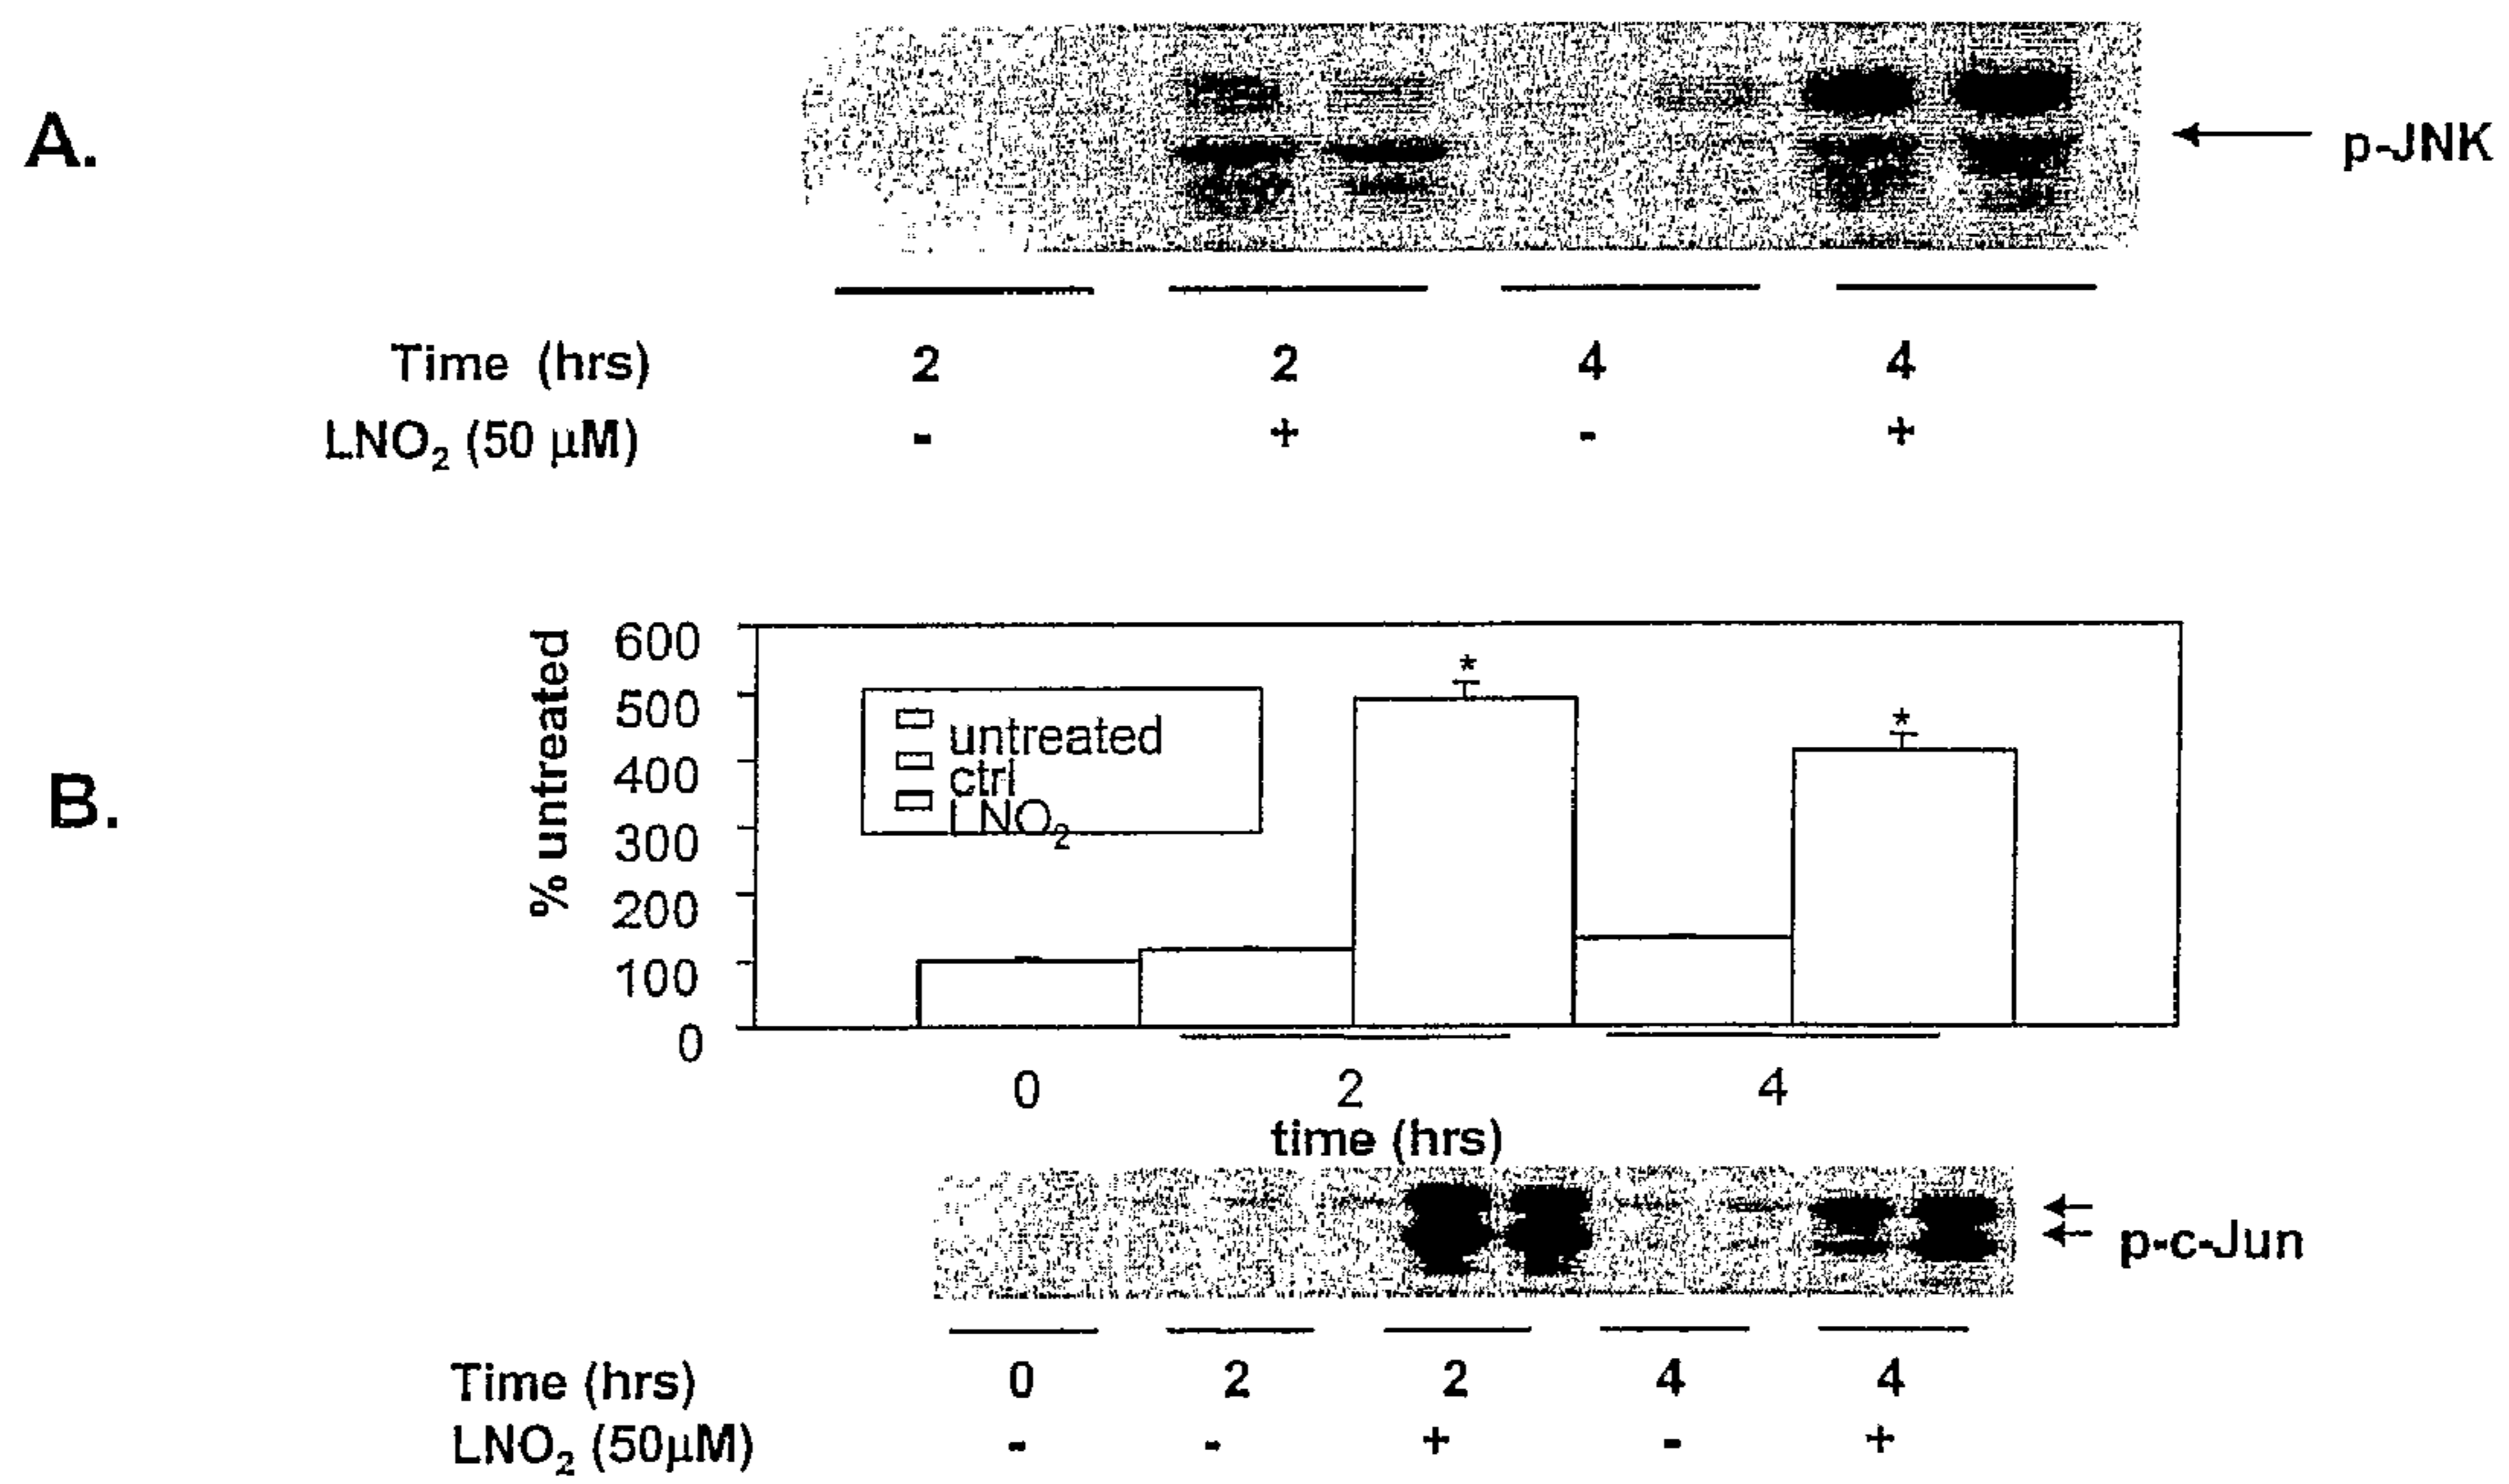 A.
p-JNK
Time (hrs) 2 2 4 4
LNO₂ (50 µM) - + - +
B.
% untreated
600
500
400
300
200
100
0
untreated
ctrl
LNO₂
*
*
0 2 4
time (hrs)
p-c-Jun
Time (hrs) 0 2 2 4 4
LNO₂ (50µM) - - + - +